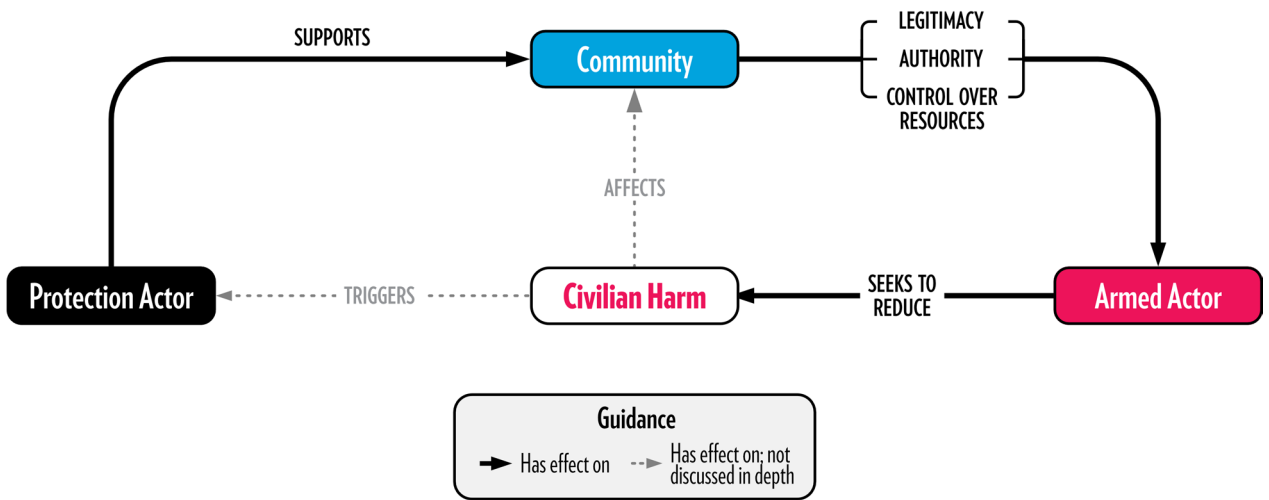 SUPPORTS
Community
LEGITIMACY
AUTHORITY
CONTROL OVER
RESOURCES
AFFECTS
Protection Actor
TRIGGERS
Civilian Harm
SEEKS TO
REDUCE
Armed Actor
Guidance
Has effect on
Has effect on; not
discussed in depth